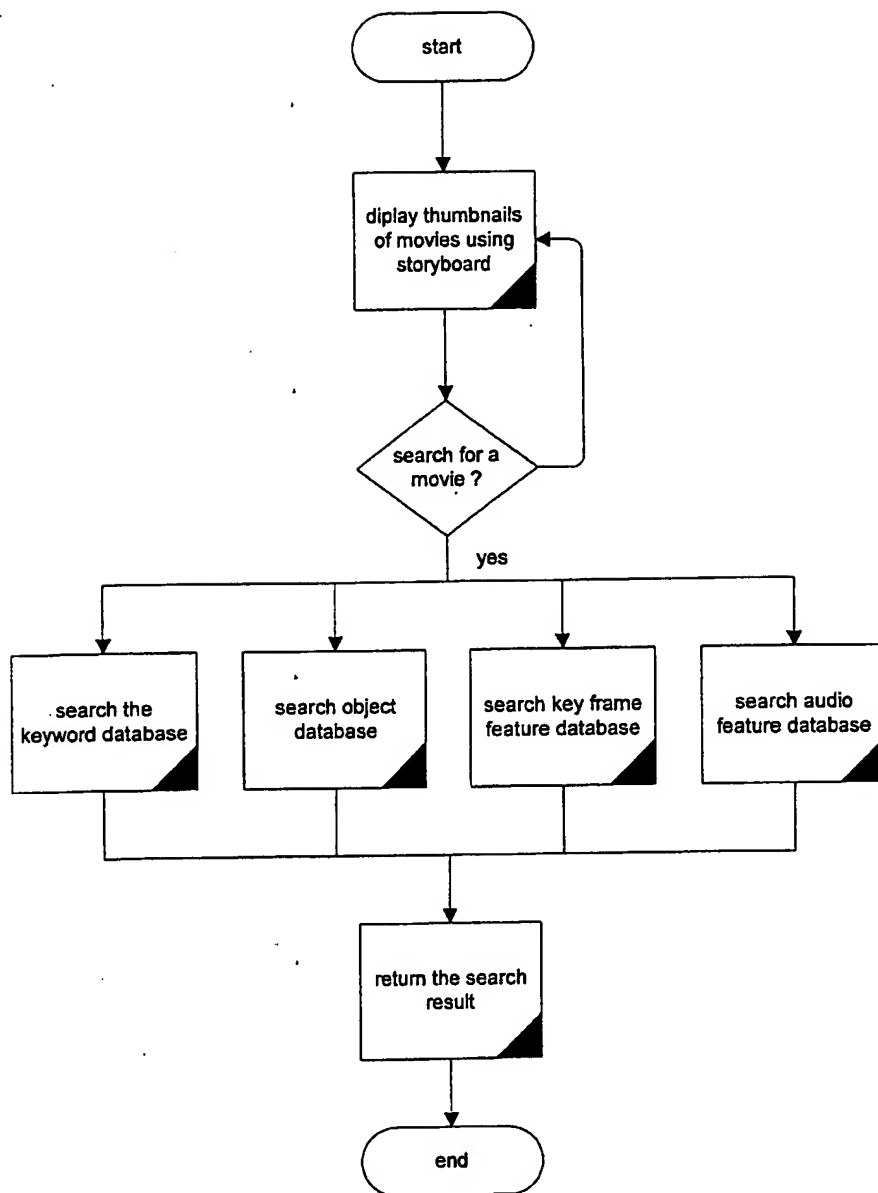 start
diplay thumbnails
of movies using
storyboard
search for a
movie ?
yes
search the
keyword database
search object
database
search key frame
feature database
search audio
feature database
return the search
result
end